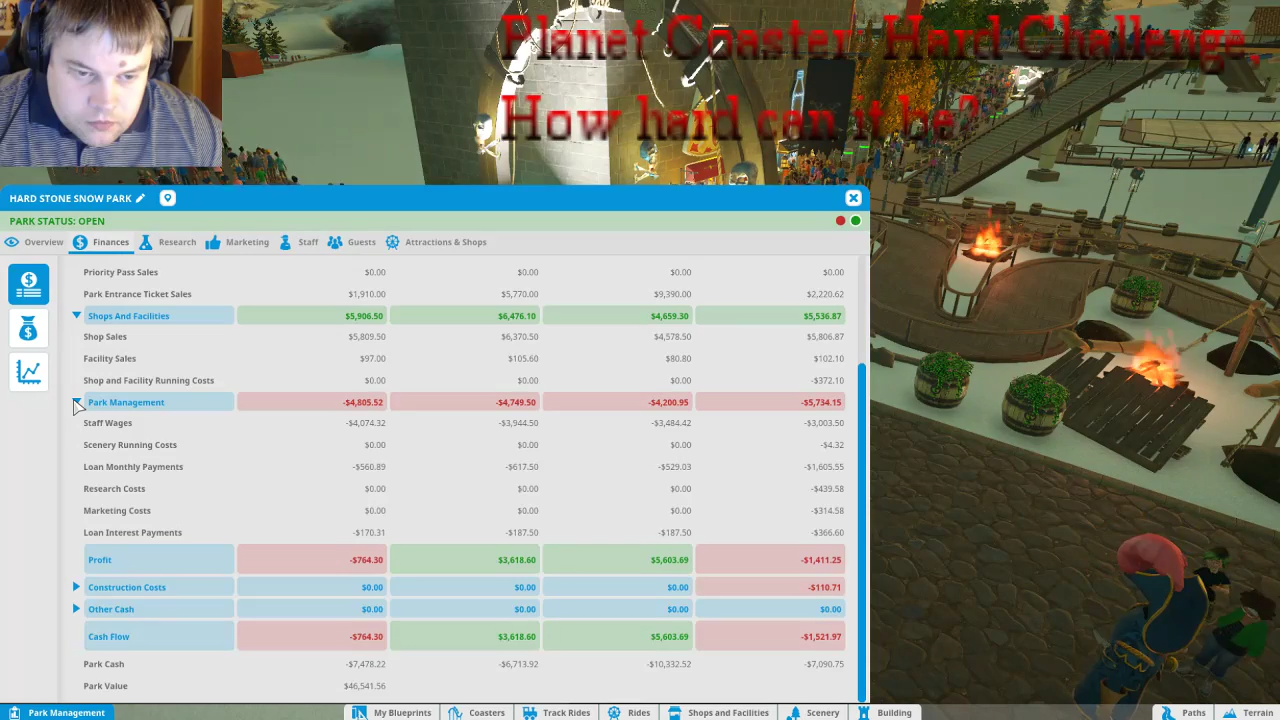 Planet Coaster: Hard Challenge,
How hard can it be?
HARD STONE SNOW PARK
PARK STATUS: OPEN
Overview Finances Research Marketing Staff Guests Attractions & Shops
Priority Pass Sales $0.00 $0.00 $0.00 $0.00
Park Entrance Ticket Sales $1,910.00 $5,770.00 $9,390.00 $2,220.62
Shops And Facilities $5,906.50 $6,476.10 $4,659.30 $5,536.87
Shop Sales $5,809.50 $6,370.50 $4,578.50 $5,806.87
Facility Sales $97.00 $105.60 $80.80 $102.10
Shop and Facility Running Costs $0.00 $0.00 $0.00 -$372.10
Park Management -$4,805.52 -$4,749.50 -$4,200.95 -$5,734.15
Staff Wages -$4,074.32 -$3,944.50 -$3,484.42 -$3,003.50
Scenery Running Costs $0.00 $0.00 $0.00 -$4.32
Loan Monthly Payments -$560.89 -$617.50 -$529.03 -$1,605.55
Research Costs $0.00 $0.00 $0.00 -$439.58
Marketing Costs $0.00 $0.00 $0.00 -$314.58
Loan Interest Payments -$170.31 -$187.50 -$187.50 -$366.60
Profit -$764.30 $3,618.60 $5,603.69 -$1,411.25
Construction Costs $0.00 $0.00 $0.00 -$110.71
Other Cash $0.00 $0.00 $0.00 $0.00
Cash Flow -$764.30 $3,618.60 $5,603.69 -$1,521.97
Park Cash -$7,478.22 -$6,713.92 -$10,332.52 -$7,090.75
Park Value $46,541.56
Park Management My Blueprints Coasters Track Rides Rides Shops and Facilities Scenery Building Paths Terrain